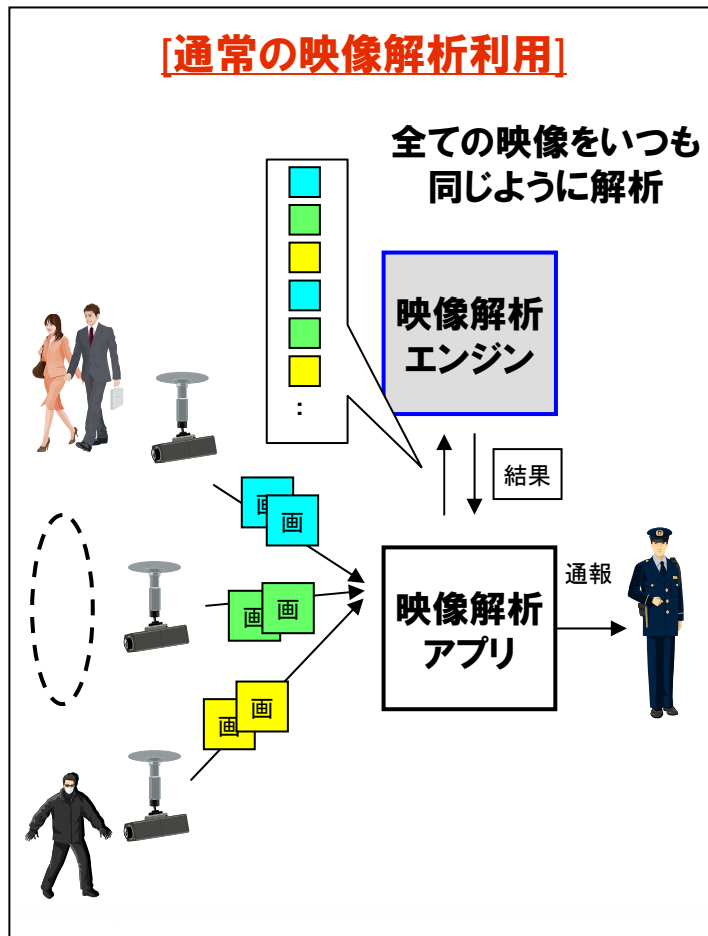 [通常の映像解析利用]
全ての映像をいつも
同じように解析
:
映像解析
エンジン
結果
画
画
画
画
画
画
映像解析
アプリ
通報